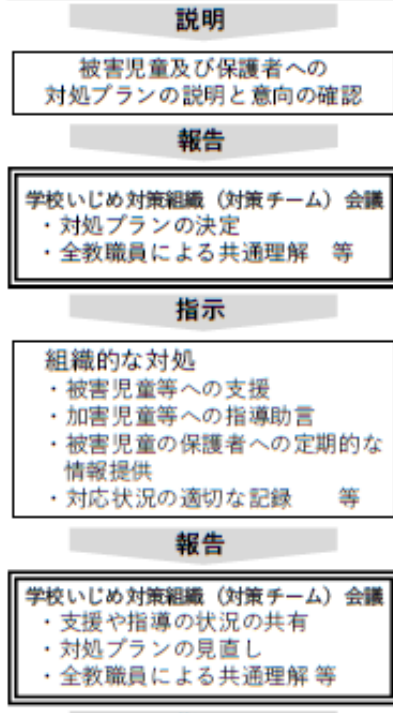 説明
被害児童及び保護者への
対処プランの説明と意向の確認
報告
学校いじめ対策組織（対策チーム）会議
・対処プランの決定
・全教職員による共通理解　等
指示
組織的な対処
・被害児童等への支援
・加害児童等への指導助言
・被害児童の保護者への定期的な
情報提供
・対応状況の適切な記録　　等
報告
学校いじめ対策組織（対策チーム）会議
・支援や指導の状況の共有
・対処プランの見直し
・全教職員による共通理解 等